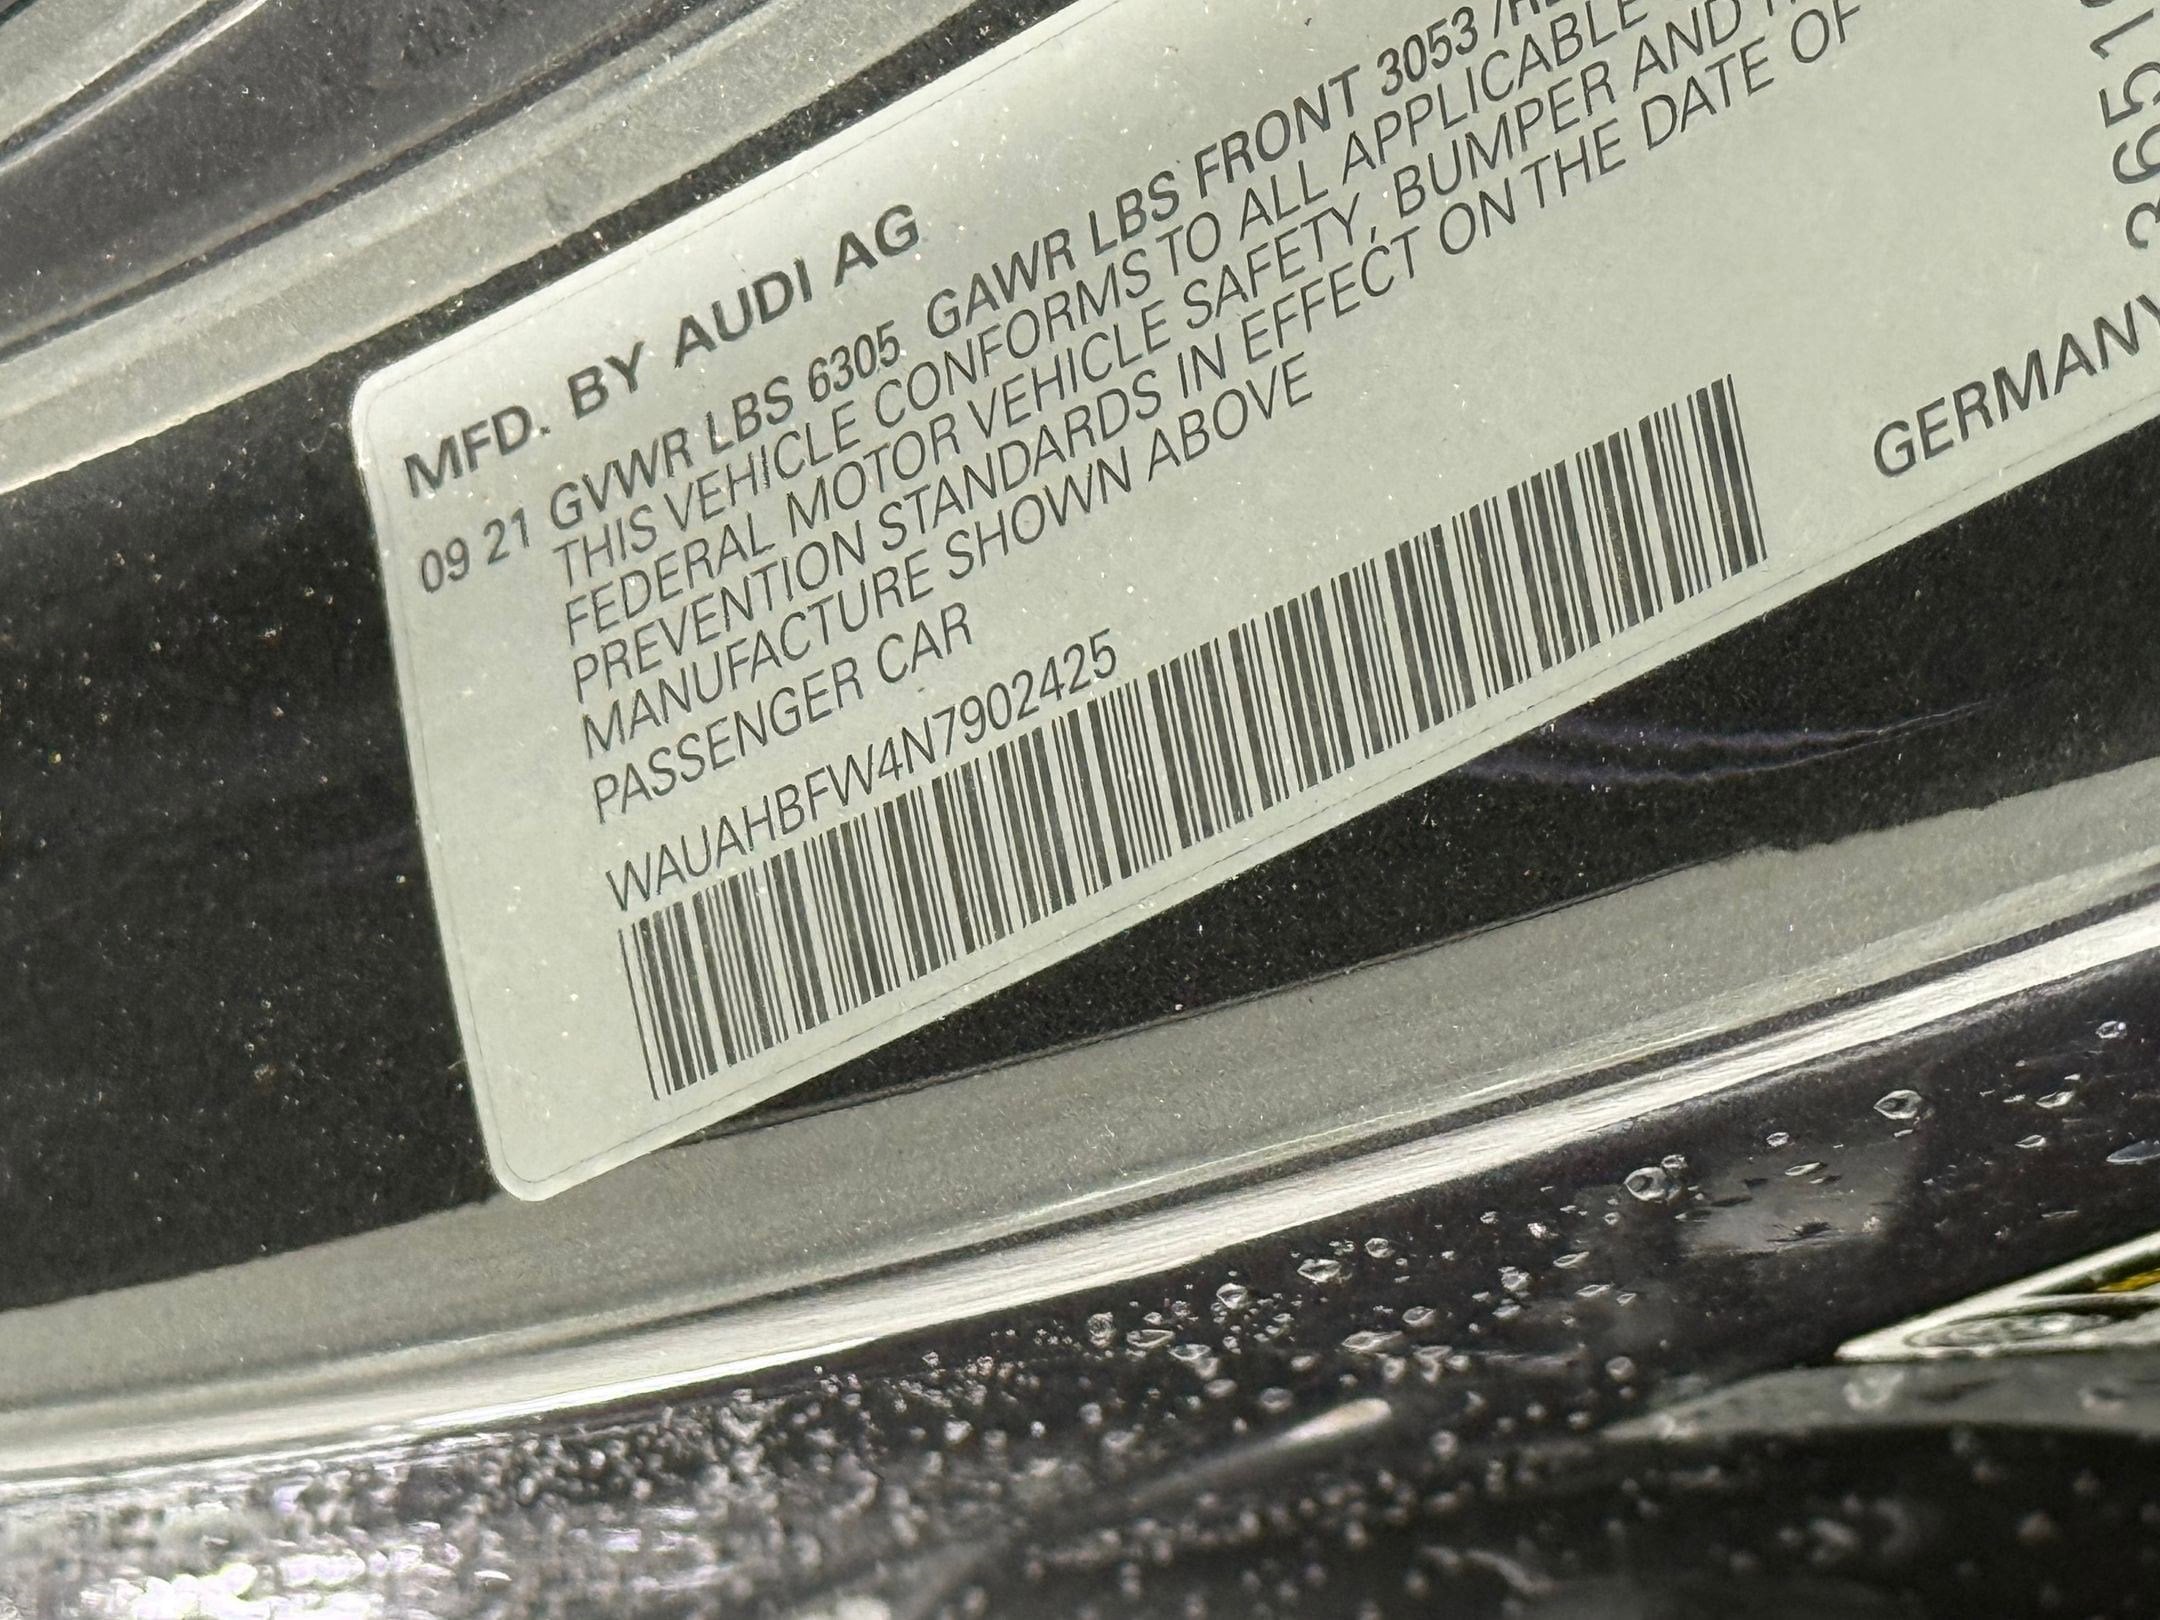 MFD. BY AUDI AG
09 21 GVWR LBS 6305 GAWR LBS FRONT 3053
THIS VEHICLE CONFORMS TO ALL APPLICABLE
FEDERAL MOTOR VEHICLE SAFETY, BUMPER AND
PREVENTION STANDARDS IN EFFECT ON THE DATE OF
MANUFACTURE SHOWN ABOVE
PASSENGER CAR
WAUAHBFW4N7902425
GERMANY
3651